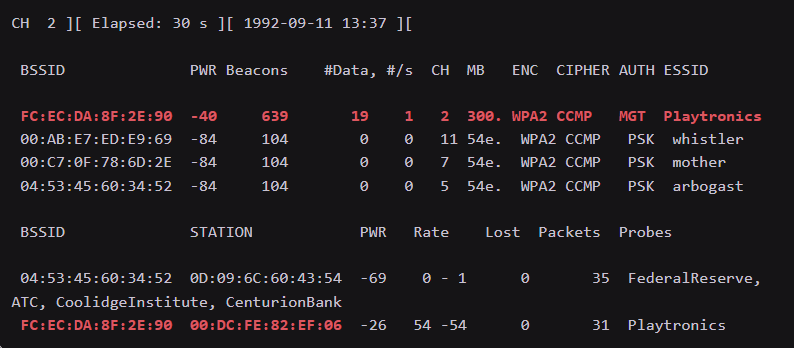 CH 2 ][ Elapsed: 30 s ][ 1992-09-11 13:37 ][
BSSID PWR Beacons #Data, #/s CH MB ENC CIPHER AUTH ESSID
FC:EC:DA:8F:2E:90 -40 639 19 1 2 300. WPA2 CCMP MGT Playtronics
00:AB:E7:ED:E9:69 -84 104 0 0 11 54e. WPA2 CCMP PSK whistler
00:C7:0F:78:6D:2E -84 104 0 0 7 54e. WPA2 CCMP PSK mother
04:53:45:60:34:52 -84 104 0 0 5 54e. WPA2 CCMP PSK arbogast
BSSID STATION PWR Rate Lost Packets Probes
04:53:45:60:34:52 0D:09:6C:60:43:54 -69 0 - 1 0 35 FederalReserve,
ATC, CoolidgeInstitute, CenturionBank
FC:EC:DA:8F:2E:90 00:DC:FE:82:EF:06 -26 54 -54 0 31 Playtronics